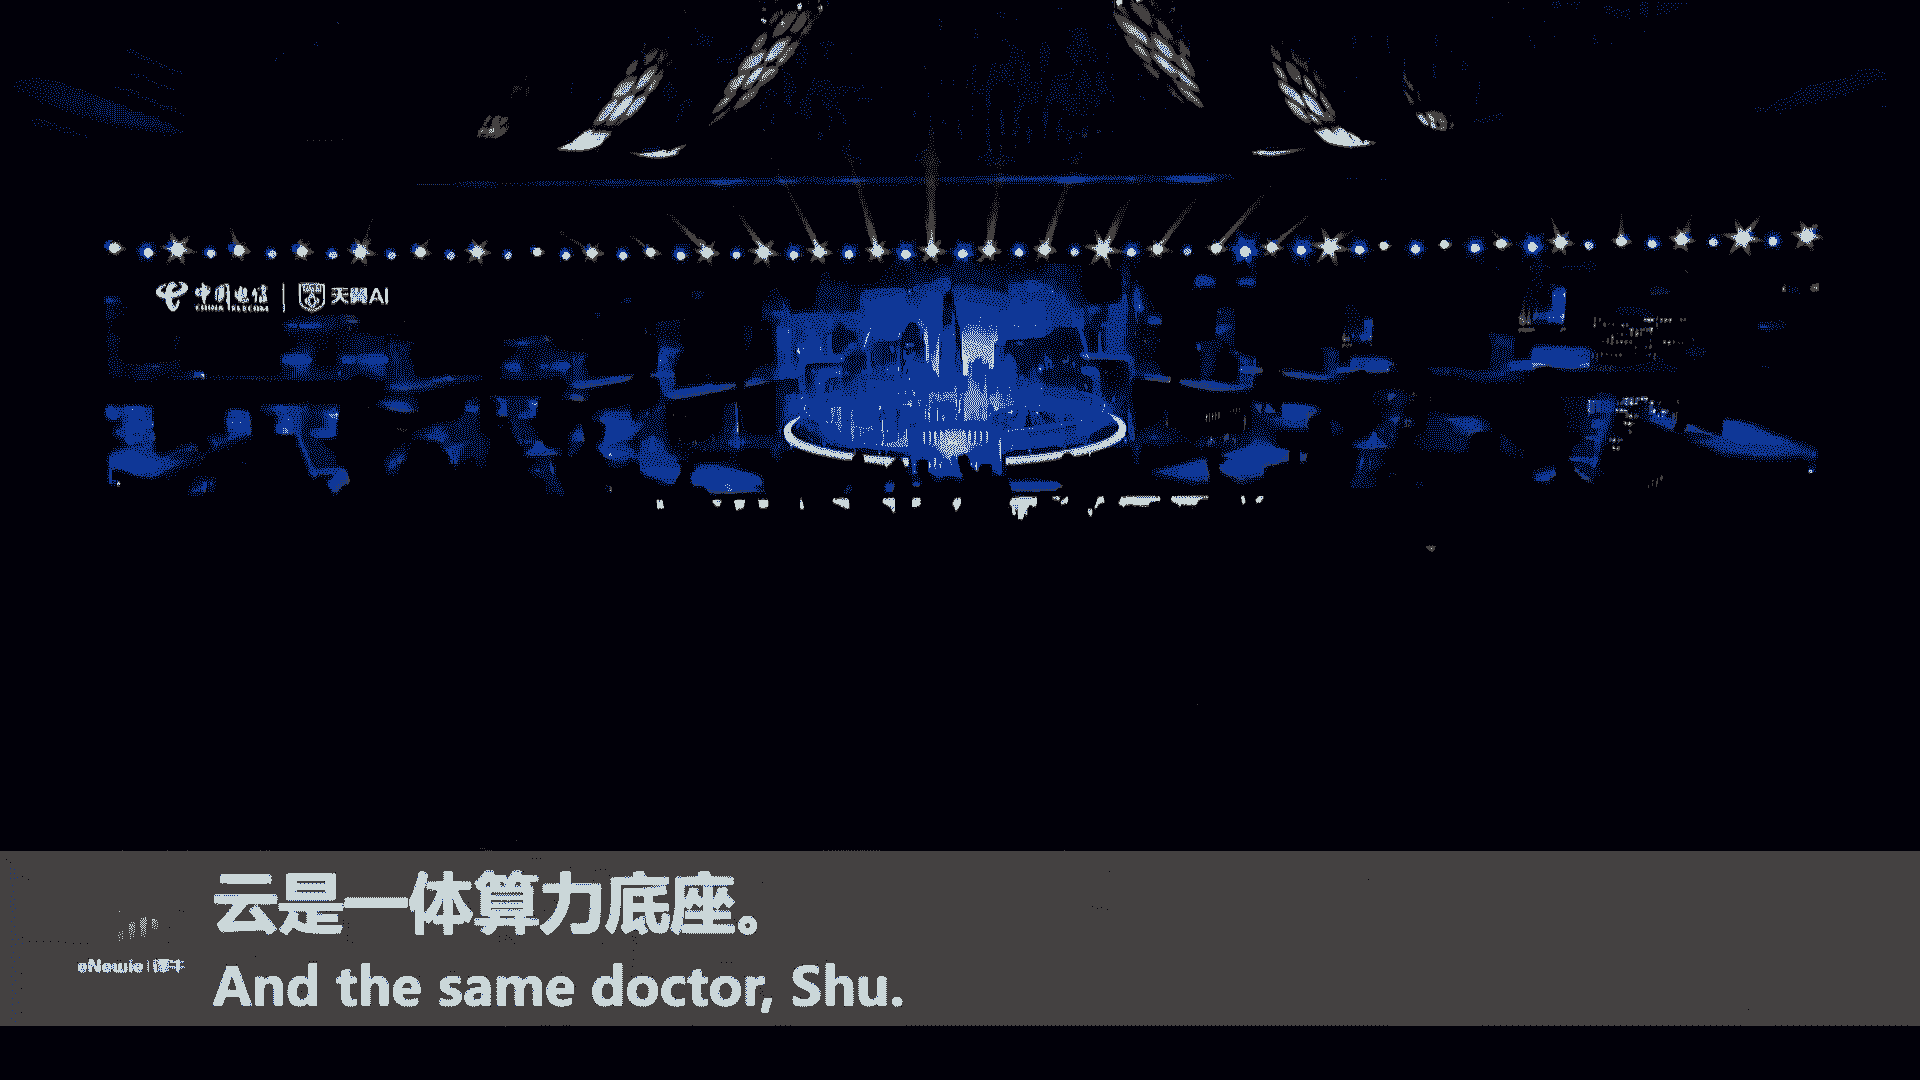 中国电信 | 天翼AI
CHINA TELECOM
云是一体算力底座。
And the same doctor, Shu.
eNewie | 译牛